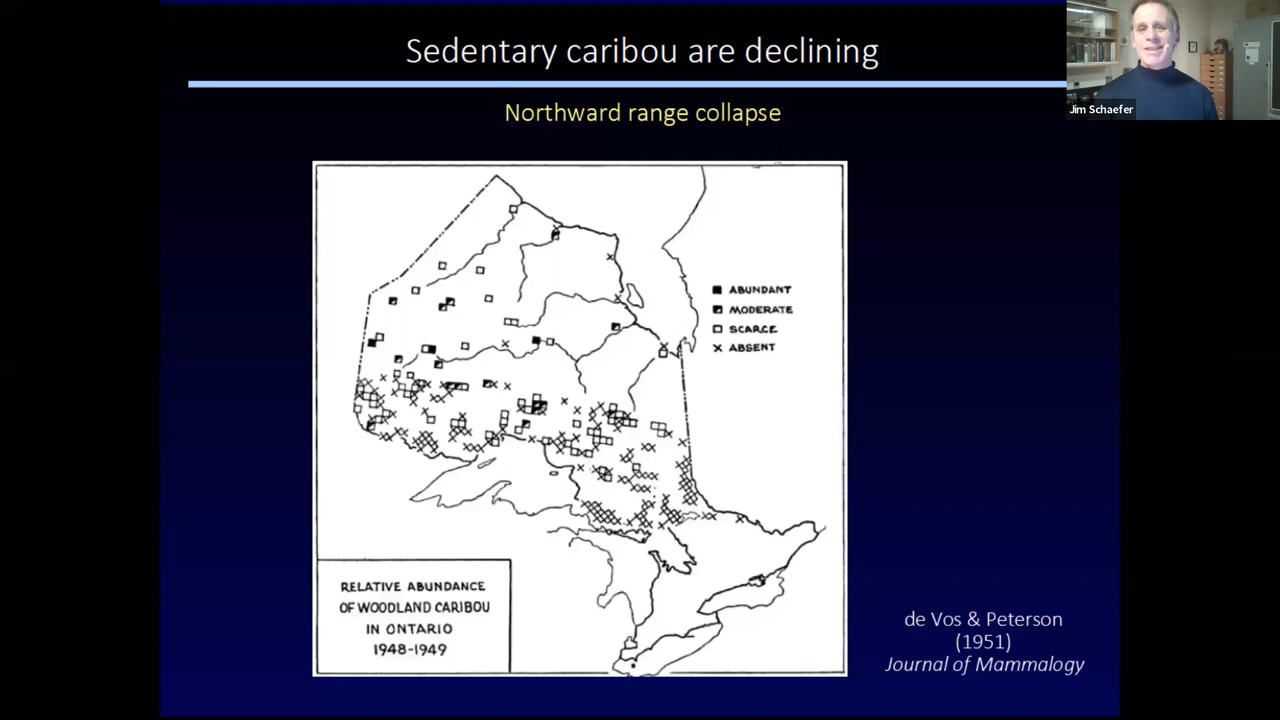 Sedentary caribou are declining
Jim Schaefer
Northward range collapse
ABUNDANT
MODERATE
SCARCE
ABSENT
RELATIVE ABUNDANCE
OF WOODLAND CARIBOU
IN ONTARIO
1948-1949
de Vos & Peterson
(1951)
Journal of Mammalogy